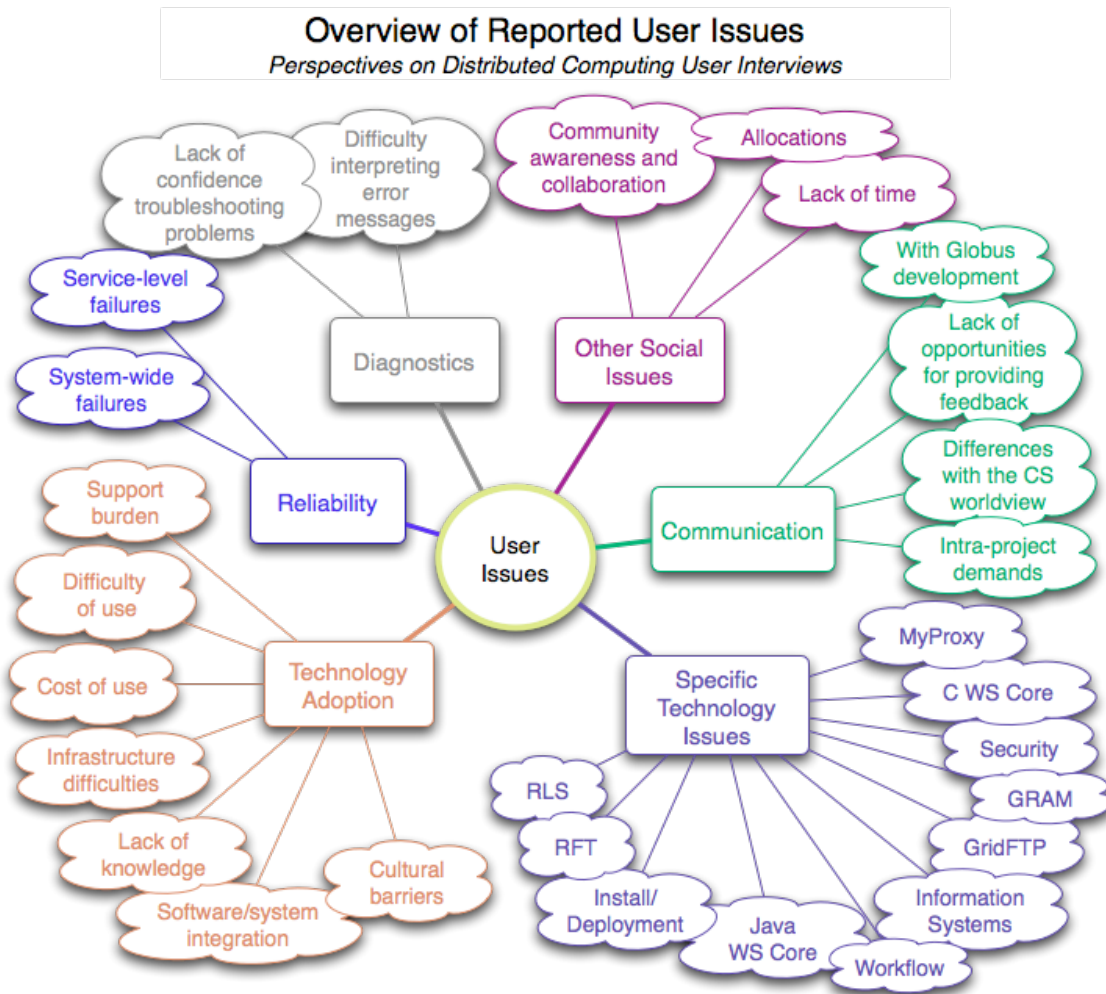 Overview of Reported User Issues
Perspectives on Distributed Computing User Interviews
Lack of
confidence
troubleshooting
problems
Difficulty
interpreting
error
messages
Community
awareness and
collaboration
Allocations
Lack of time
Service-level
failures
System-wide
failures
Diagnostics
Other Social
Issues
With Globus
development
Lack of
opportunities
for providing
feedback
Differences
with the CS
worldview
Intra-project
demands
Reliability
Communication
User
Issues
Support
burden
Difficulty
of use
Cost of use
Infrastructure
difficulties
Lack of
knowledge
Software/system
integration
Cultural
barriers
Technology
Adoption
Specific
Technology
Issues
MyProxy
C WS Core
Security
GRAM
GridFTP
Information
Systems
Workflow
Java
WS Core
Install/
Deployment
RFT
RLS